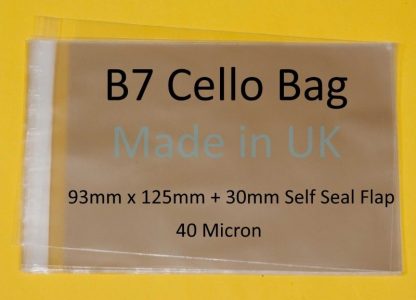 B7 Cello Bag
Made in UK
93mm x 125mm + 30mm Self Seal Flap
40 Micron